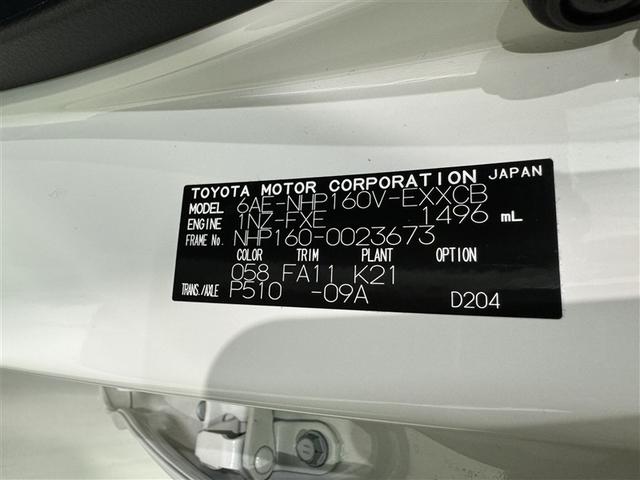 TOYOTA MOTOR CORPORATION JAPAN
MODEL 6AE-NHP160V-EXXCB
ENGINE 1NZ-FXE 1496 mL
FRAME No. NHP160-0023673
COLOR TRIM PLANT OPTION
058 FA11 K21
TRANS./AXLE P510 -09A D204